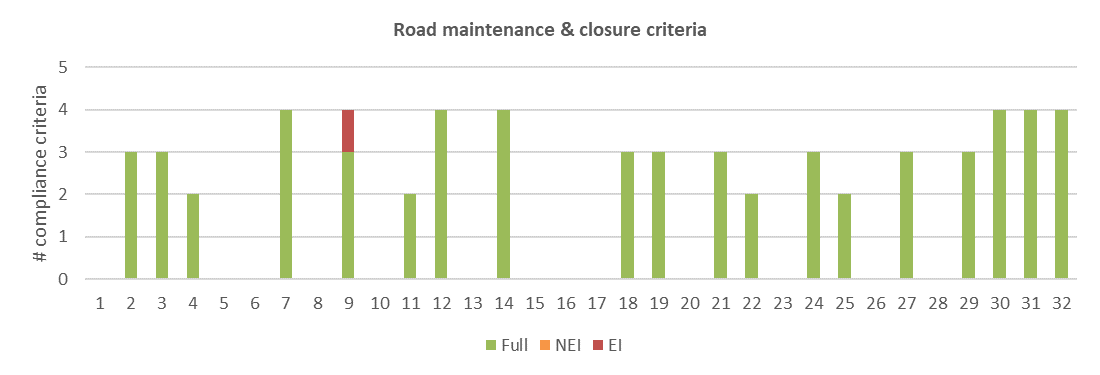 Road maintenance & closure criteria
# compliance criteria
5
4
3
2
1
0
1 2 3 4 5 6 7 8 9 10 11 12 13 14 15 16 17 18 19 20 21 22 23 24 25 26 27 28 29 30 31 32
Full NEI EI